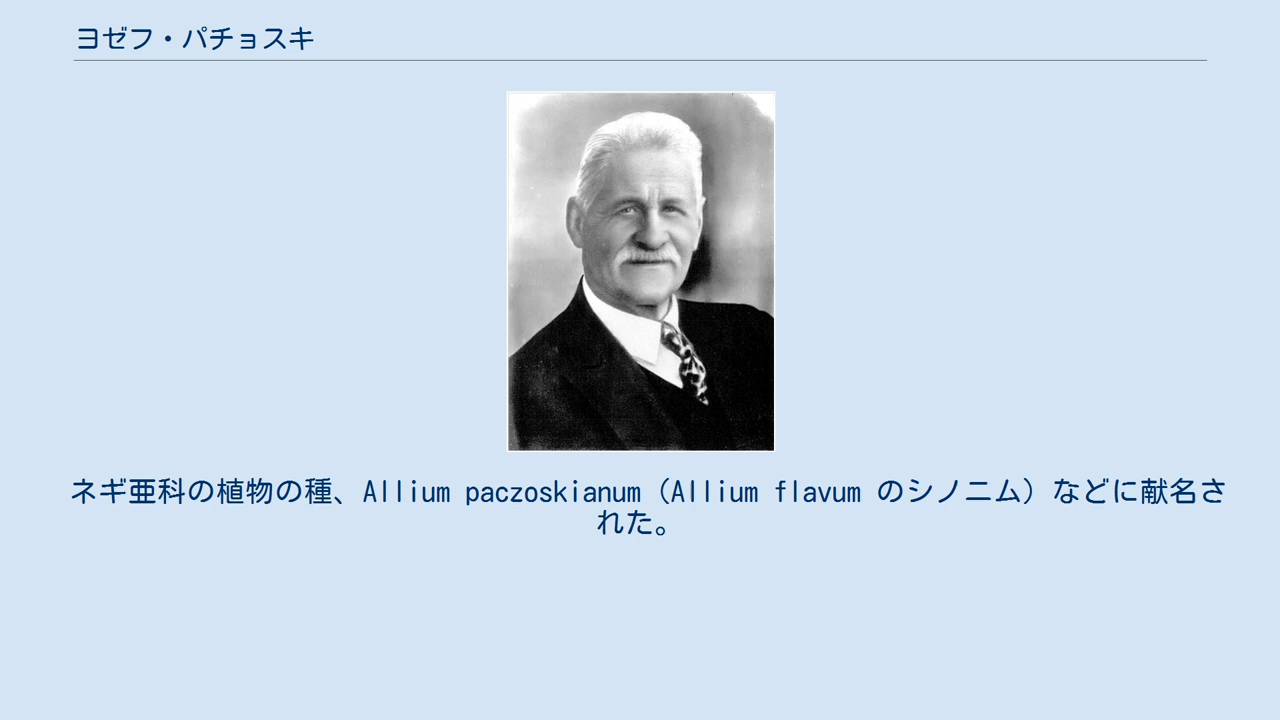 ヨゼフ・パチョスキ
ネギ亜科の植物の種、Allium paczoskianum（Allium flavum のシノニム）などに献名さ
れた。